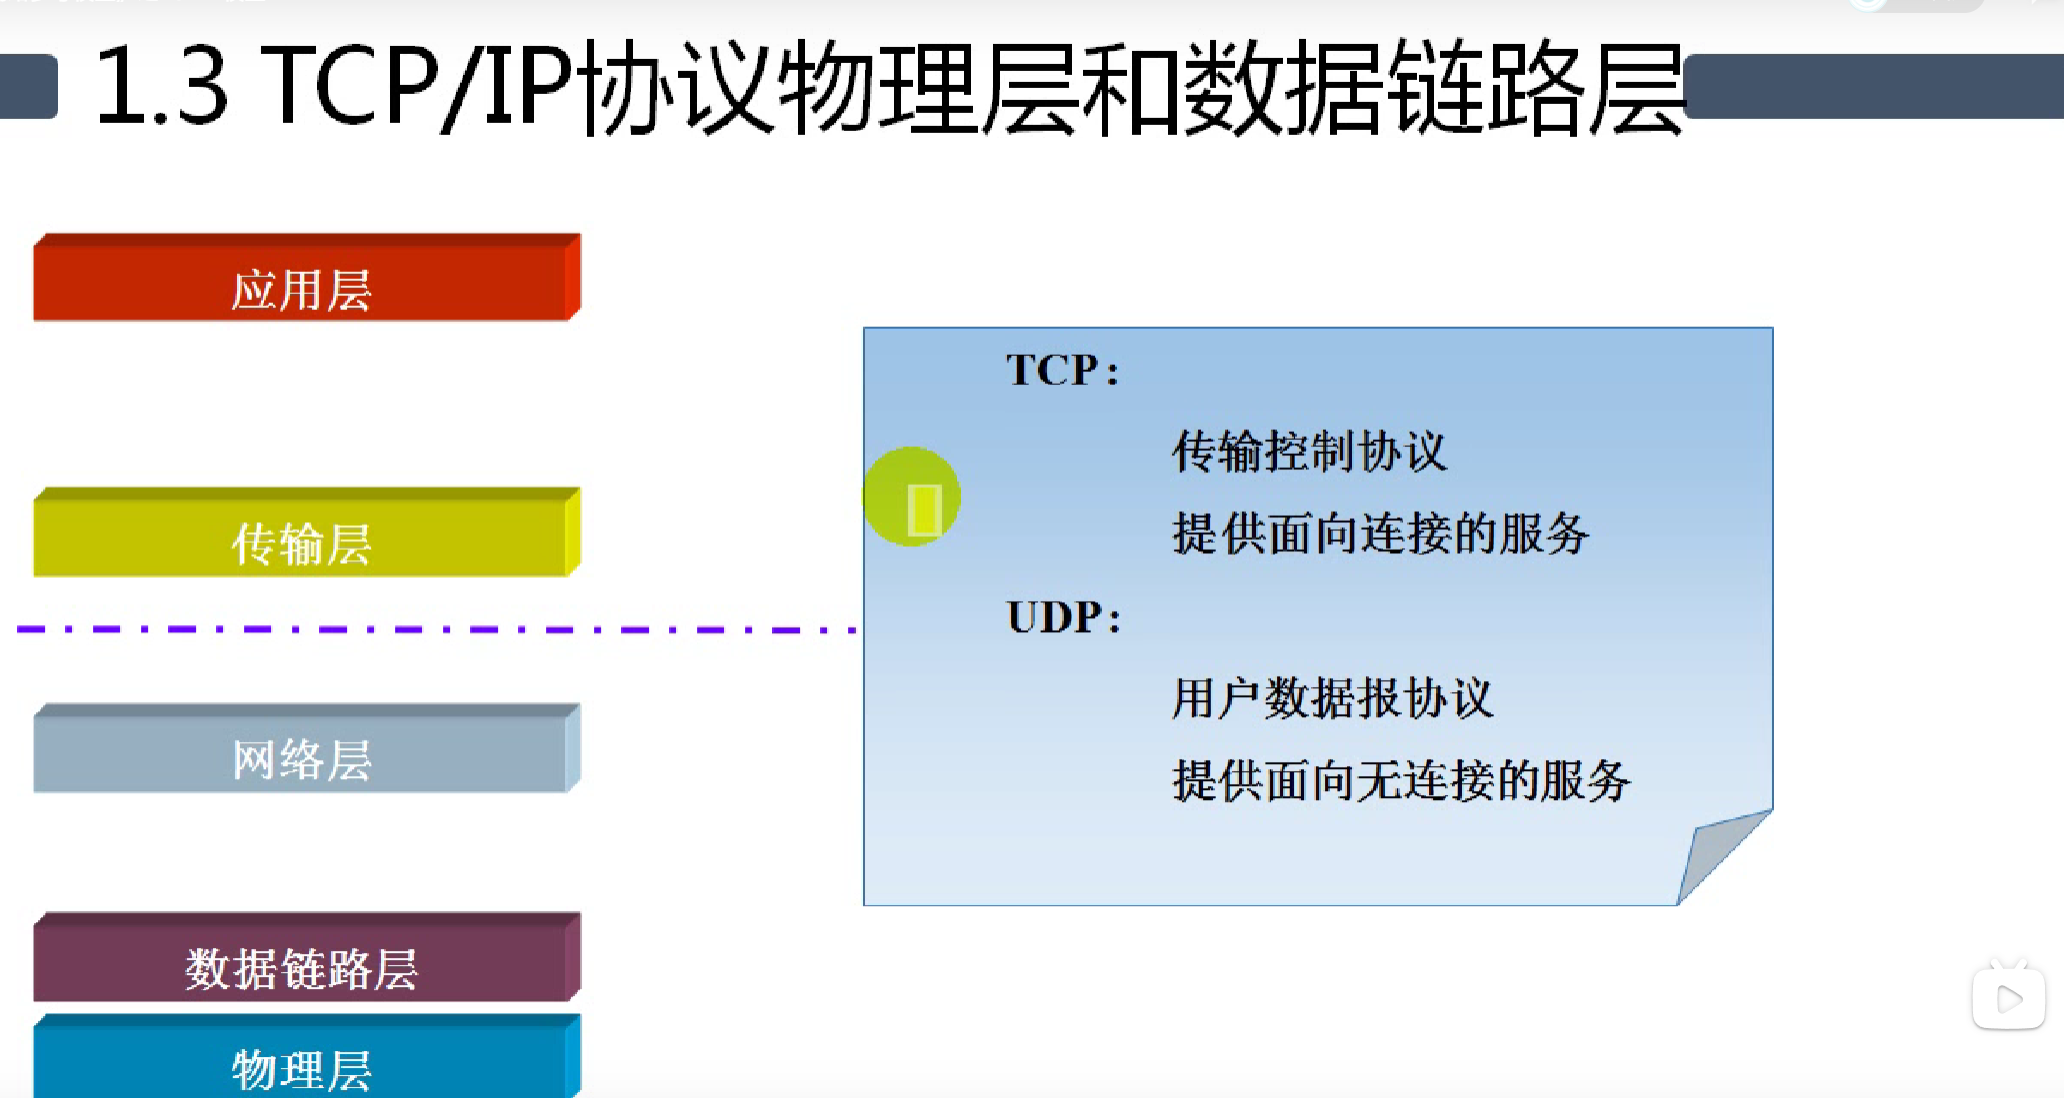 1.3 TCP/IP协议物理层和数据链路层
应用层
传输层
网络层
数据链路层
物理层
TCP:
传输控制协议
提供面向连接的服务
UDP:
用户数据报协议
提供面向无连接的服务